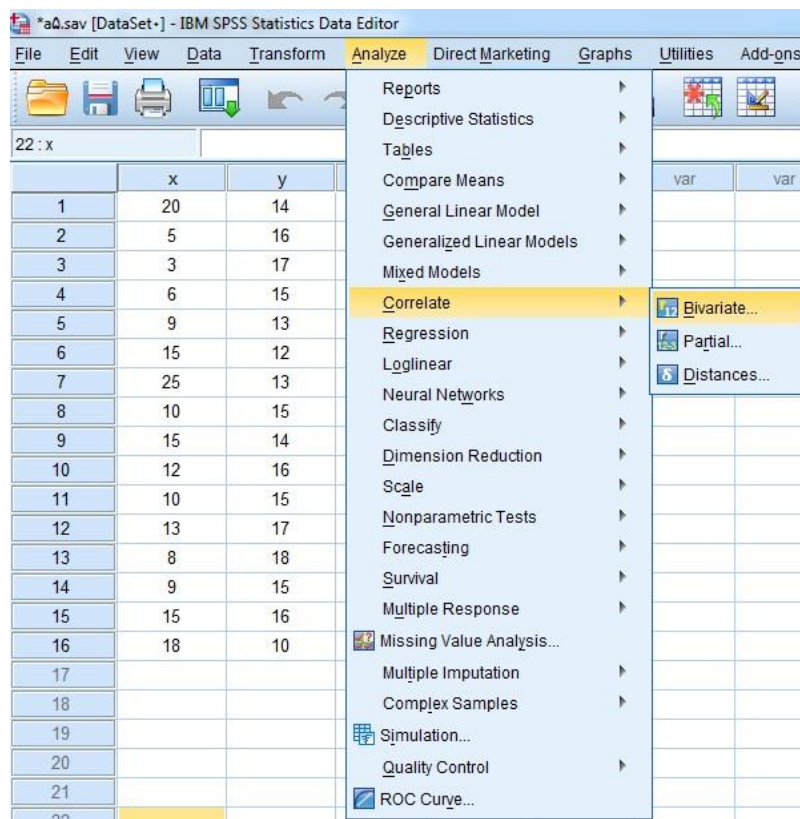 *a۵.sav [DataSet۰] - IBM SPSS Statistics Data Editor
File Edit View Data Transform Analyze Direct Marketing Graphs Utilities Add-ons
22 : x
x y var var
1 20 14
2 5 16
3 3 17
4 6 15
5 9 13
6 15 12
7 25 13
8 10 15
9 15 14
10 12 16
11 10 15
12 13 17
13 8 18
14 9 15
15 15 16
16 18 10
17
18
19
20
21
22
Reports
Descriptive Statistics
Tables
Compare Means
General Linear Model
Generalized Linear Models
Mixed Models
Correlate
Regression
Loglinear
Neural Networks
Classify
Dimension Reduction
Scale
Nonparametric Tests
Forecasting
Survival
Multiple Response
Missing Value Analysis...
Multiple Imputation
Complex Samples
Simulation...
Quality Control
ROC Curve...
Bivariate...
Partial...
Distances...